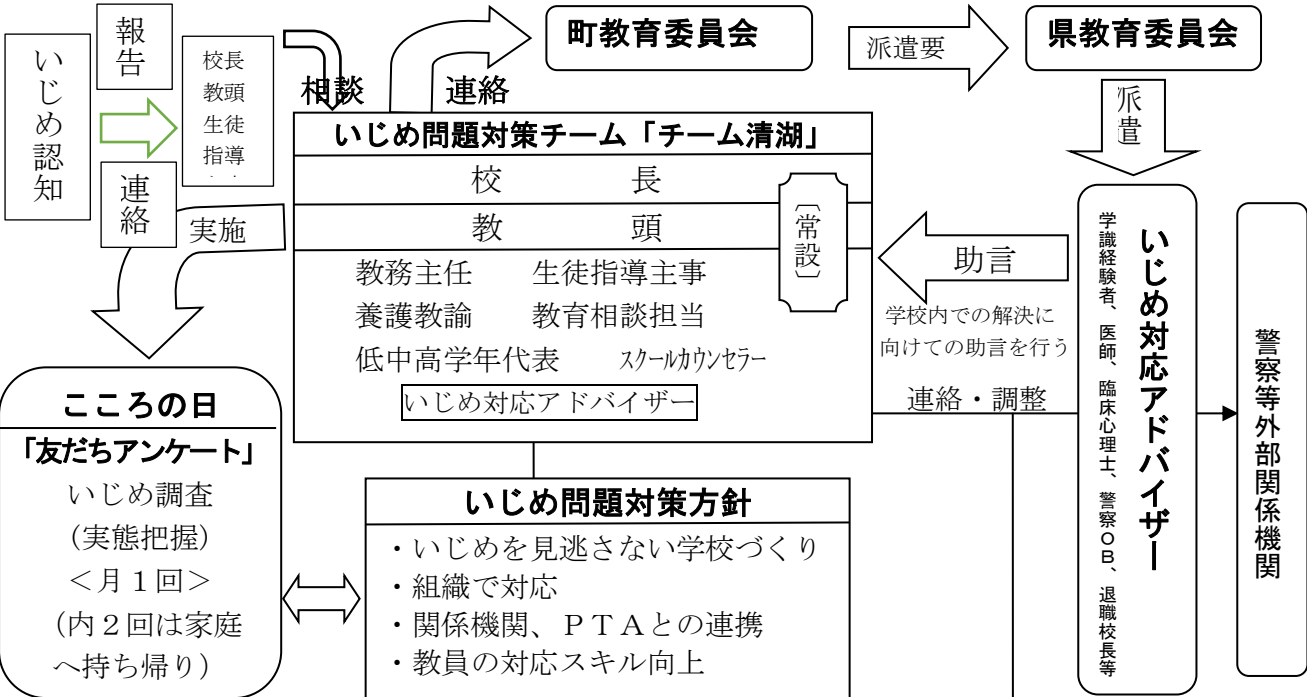 いじめ認知
報告
連絡
校長
教頭
生徒
指導
相談
連絡
町教育委員会
派遣要
県教育委員会
派遣
いじめ問題対策チーム「チーム清湖」
校　　　　長
教　　　　頭
〔常設〕
教務主任　　生徒指導主事
養護教諭　　教育相談担当
低中高学年代表　　スクールカウンセラー
いじめ対応アドバイザー
実施
助言
学校内での解決に
向けての助言を行う
連絡・調整
いじめ対応アドバイザー
学識経験者、医師、臨床心理士、警察ＯＢ、退職校長等
警察等外部関係機関
こころの日
「友だちアンケート」
いじめ調査
(実態把握)
＜月１回＞
(内２回は家庭
へ持ち帰り)
いじめ問題対策方針
・いじめを見逃さない学校づくり
・組織で対応
・関係機関、ＰＴＡとの連携
・教員の対応スキル向上